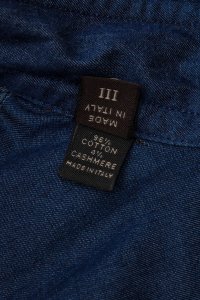 III
MADE
IN ITALY
96%
COTTON
4%
CASHMERE
MADE IN ITALY